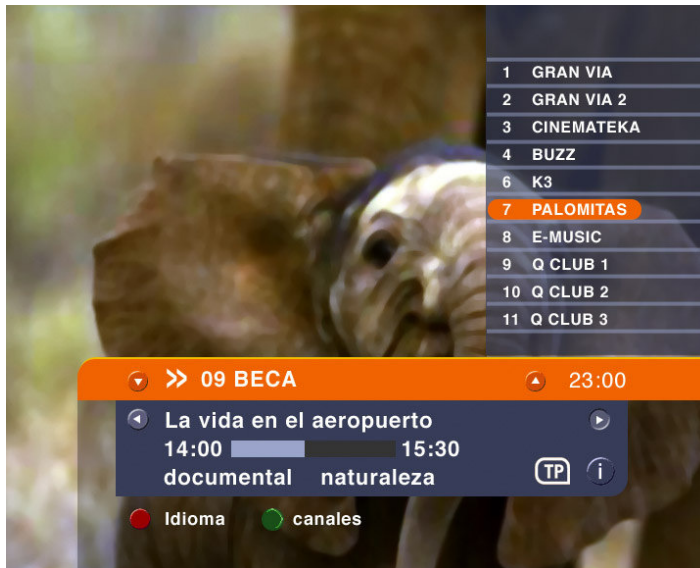 1 GRAN VIA
2 GRAN VIA 2
3 CINEMATEKA
4 BUZZ
6 K3
7 PALOMITAS
8 E-MUSIC
9 Q CLUB 1
10 Q CLUB 2
11 Q CLUB 3
>> 09 BECA 23:00
La vida en el aeropuerto
14:00 15:30
documental naturaleza
TP i
Idioma canales